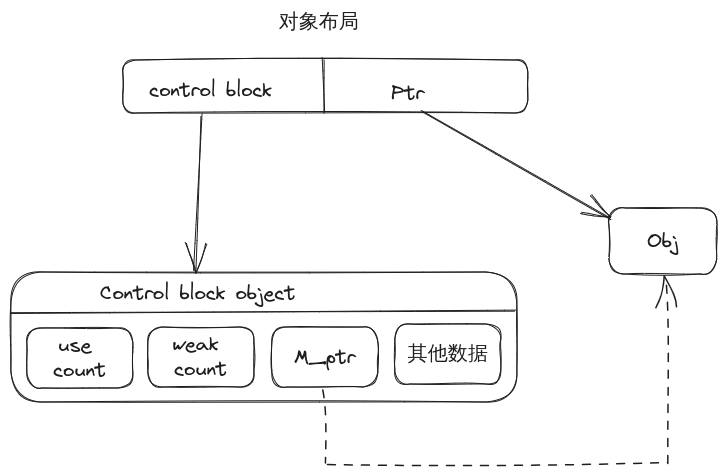 对象布局
control block
Ptr
Obj
Control block object
use
count
weak
count
M_ptr
其他数据